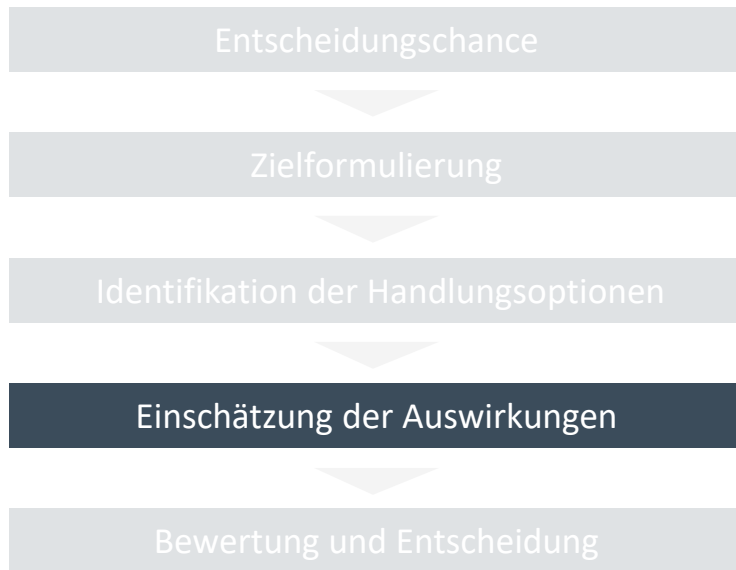 Entscheidungschance
Zielformulierung
Identifikation der Handlungsoptionen
Einschätzung der Auswirkungen
Bewertung und Entscheidung